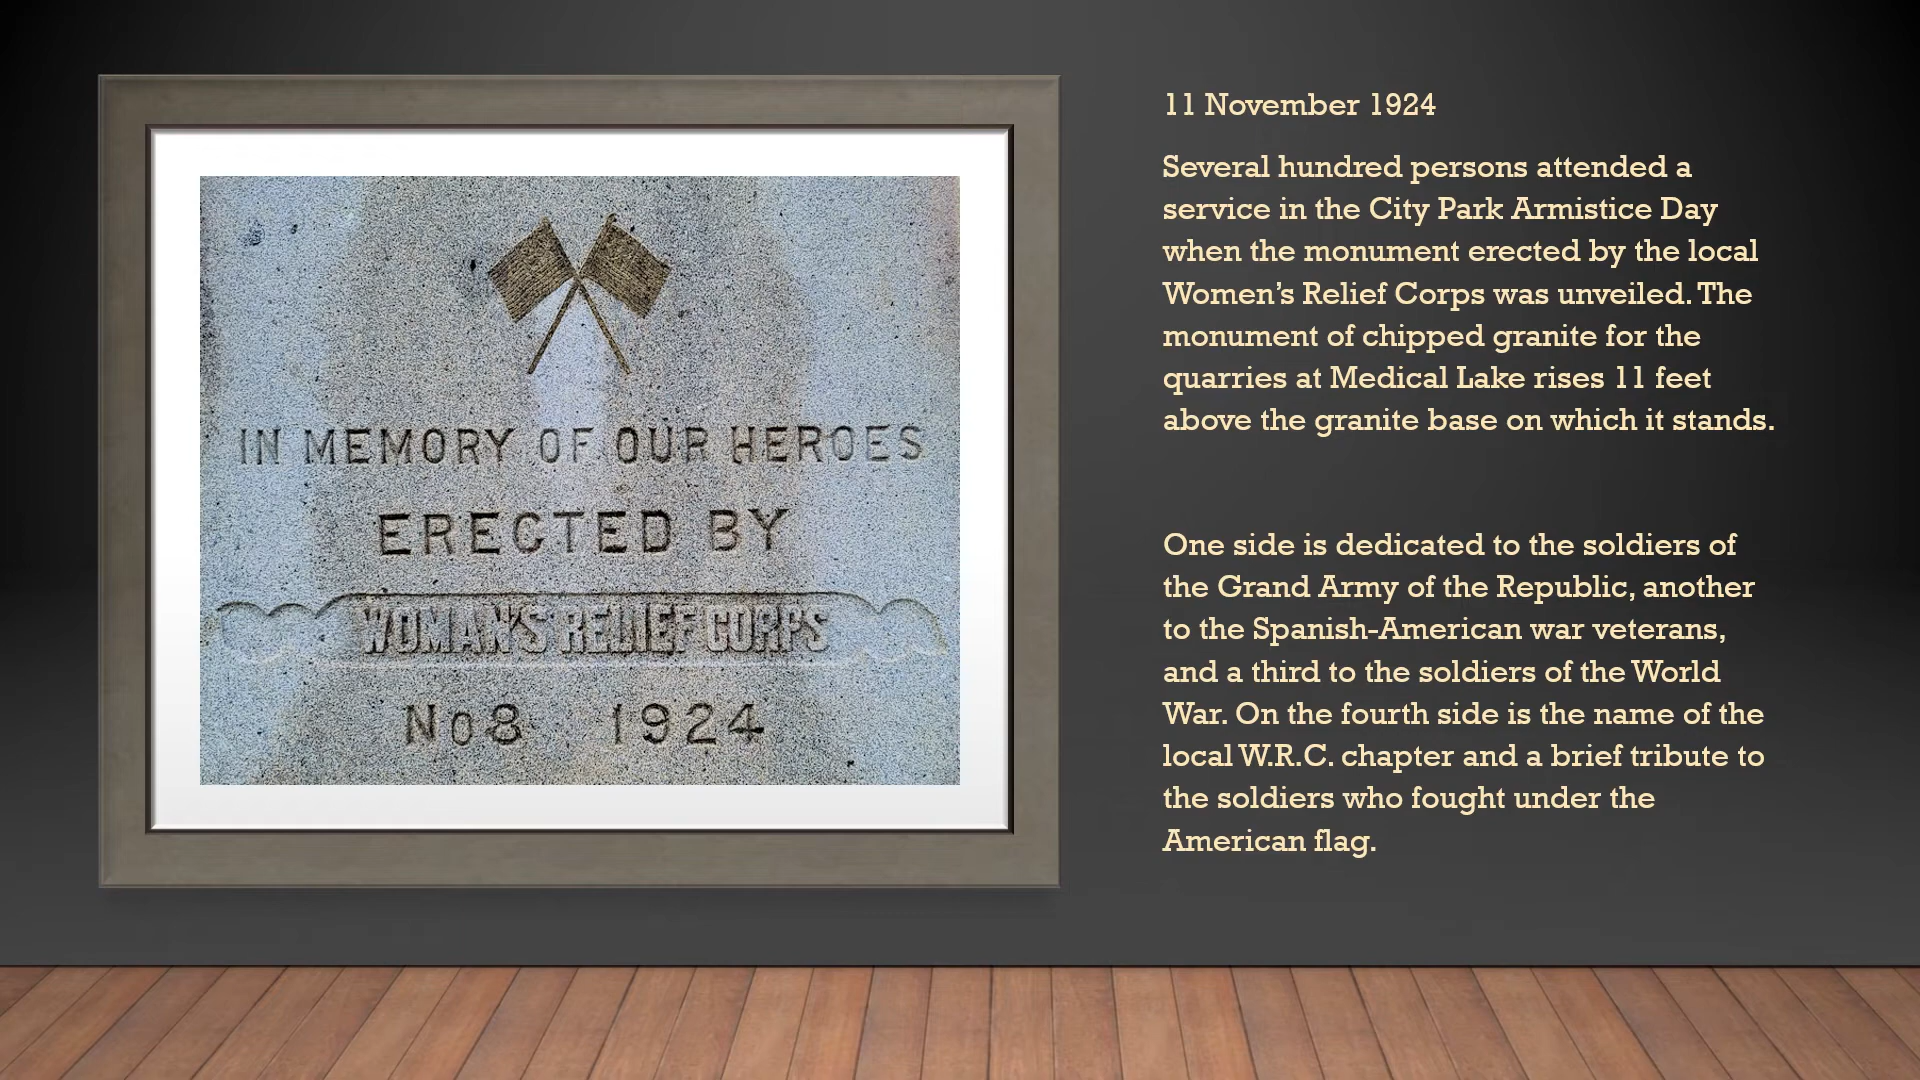 IN MEMORY OF OUR HEROES
ERECTED BY
WOMAN'S RELIEF CORPS
No 8 1924
11 November 1924
Several hundred persons attended a
service in the City Park Armistice Day
when the monument erected by the local
Women’s Relief Corps was unveiled. The
monument of chipped granite for the
quarries at Medical Lake rises 11 feet
above the granite base on which it stands.
One side is dedicated to the soldiers of
the Grand Army of the Republic, another
to the Spanish-American war veterans,
and a third to the soldiers of the World
War. On the fourth side is the name of the
local W.R.C. chapter and a brief tribute to
the soldiers who fought under the
American flag.